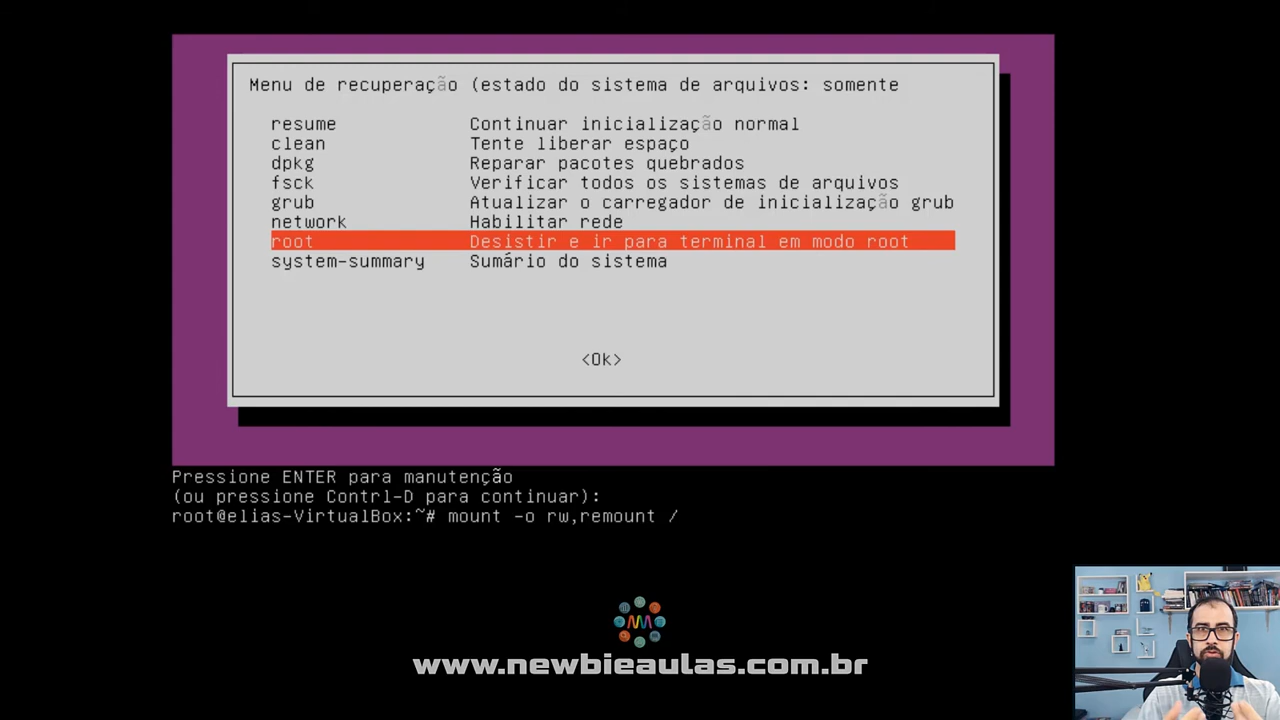 Menu de recuperação (estado do sistema de arquivos: somente
resume Continuar inicialização normal
clean Tente liberar espaço
dpkg Reparar pacotes quebrados
fsck Verificar todos os sistemas de arquivos
grub Atualizar o carregador de inicialização grub
network Habilitar rede
root Desistir e ir para terminal em modo root
system-summary Sumário do sistema
<Ok>
Pressione ENTER para manutenção
(ou pressione Contrl-D para continuar):
root@elias-VirtualBox:~# mount -o rw,remount /
www.newbieaulas.com.br